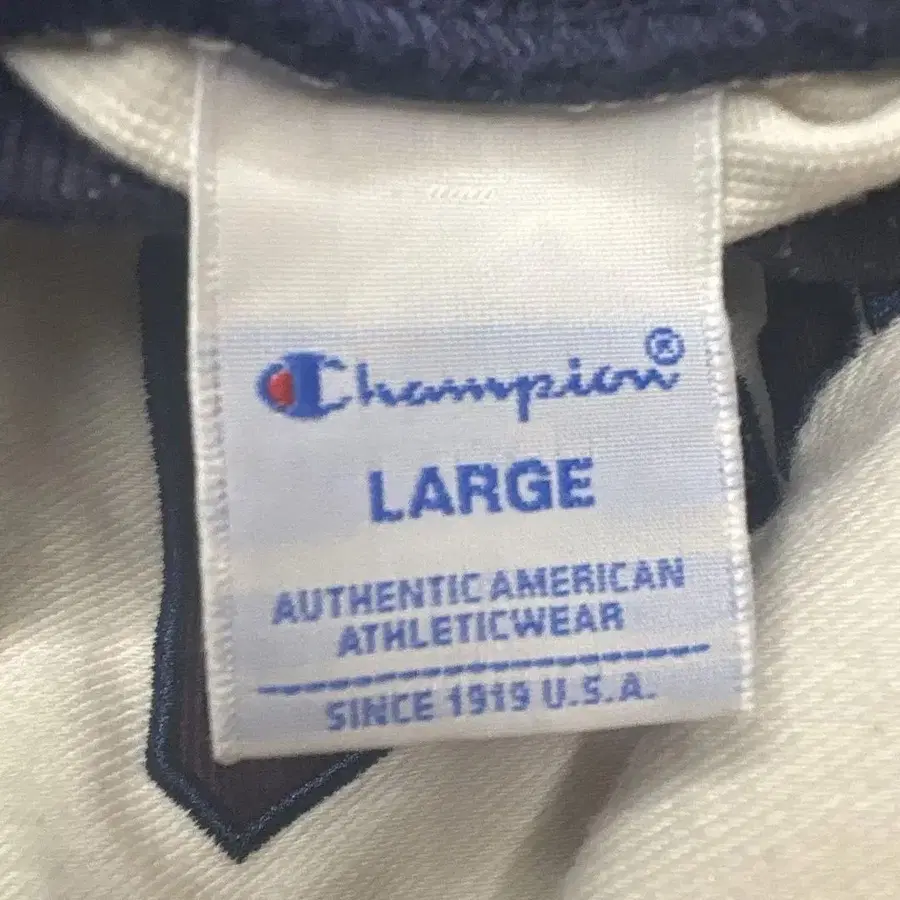 Champion®
LARGE
AUTHENTIC AMERICAN
ATHLETICWEAR
SINCE 1919 U.S.A.